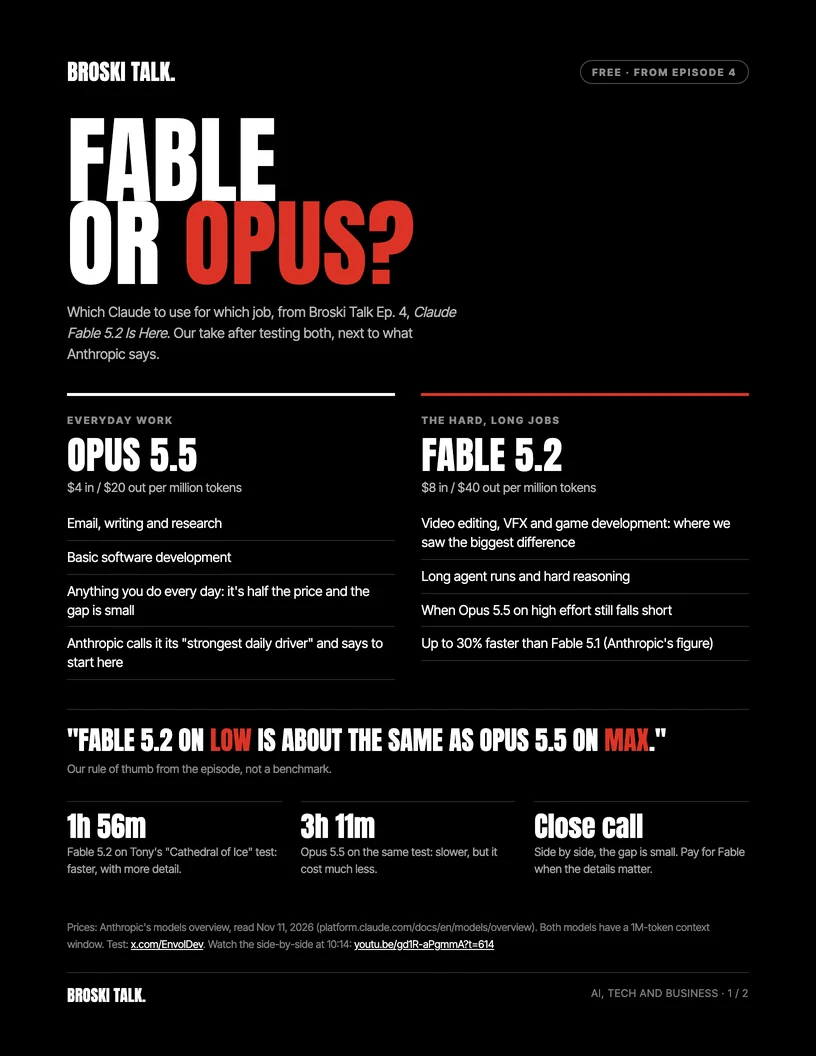 BROSKI TALK.
FREE · FROM EPISODE 4
FABLE
OR OPUS?
Which Claude to use for which job, from Broski Talk Ep. 4, Claude
Fable 5.2 Is Here. Our take after testing both, next to what
Anthropic says.
EVERYDAY WORK
OPUS 5.5
$4 in / $20 out per million tokens
Email, writing and research
Basic software development
Anything you do every day: it's half the price and the
gap is small
Anthropic calls it its "strongest daily driver" and says to
start here
THE HARD, LONG JOBS
FABLE 5.2
$8 in / $40 out per million tokens
Video editing, VFX and game development: where we
saw the biggest difference
Long agent runs and hard reasoning
When Opus 5.5 on high effort still falls short
Up to 30% faster than Fable 5.1 (Anthropic's figure)
"FABLE 5.2 ON LOW IS ABOUT THE SAME AS OPUS 5.5 ON MAX."
Our rule of thumb from the episode, not a benchmark.
1h 56m
Fable 5.2 on Tony's "Cathedral of Ice" test:
faster, with more detail.
3h 11m
Opus 5.5 on the same test: slower, but it
cost much less.
Close call
Side by side, the gap is small. Pay for Fable
when the details matter.
Prices: Anthropic's models overview, read Nov 11, 2026 (platform.claude.com/docs/en/models/overview). Both models have a 1M-token context
window. Test: x.com/EnvolDev. Watch the side-by-side at 10:14: youtu.be/gd1R-aPgmmA?t=614
BROSKI TALK.
AI, TECH AND BUSINESS · 1 / 2